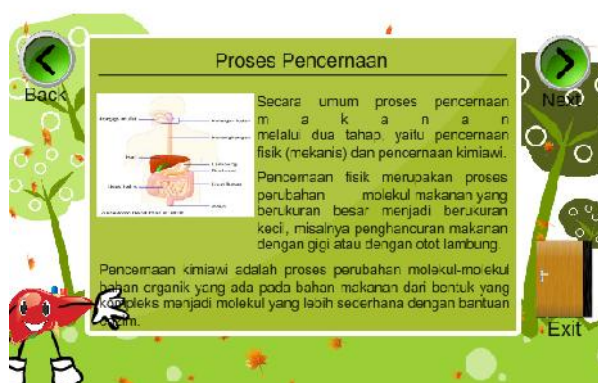 Proses Pencernaan
Back
Next
Secara umum proses pencernaan
m a k a n a n
melalui dua tahap, yaitu pencernaan
fisik (mekanis) dan pencernaan kimiawi.
Pencernaan fisik merupakan proses
perubahan molekul makanan yang
berukuran besar menjadi berukuran
kecil, misalnya penghancuran makanan
dengan gigi atau dengan otot lambung.
Pencernaan kimiawi adalah proses perubahan molekul-molekul
bahan organik yang ada pada bahan makanan dari bentuk yang
kompleks menjadi molekul yang lebih sederhana dengan bantuan
Exit